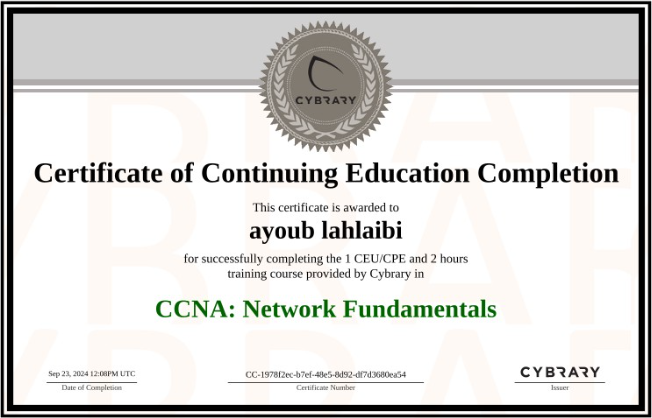 CYBRARY
Certificate of Continuing Education Completion
This certificate is awarded to
ayoub lahlaibi
for successfully completing the 1 CEU/CPE and 2 hours
training course provided by Cybrary in
CCNA: Network Fundamentals
Sep 23, 2024 12:08PM UTC
Date of Completion
CC-1978f2ec-b7ef-48e5-8d92-df7d3680ea54
Certificate Number
CYBRARY
Issuer